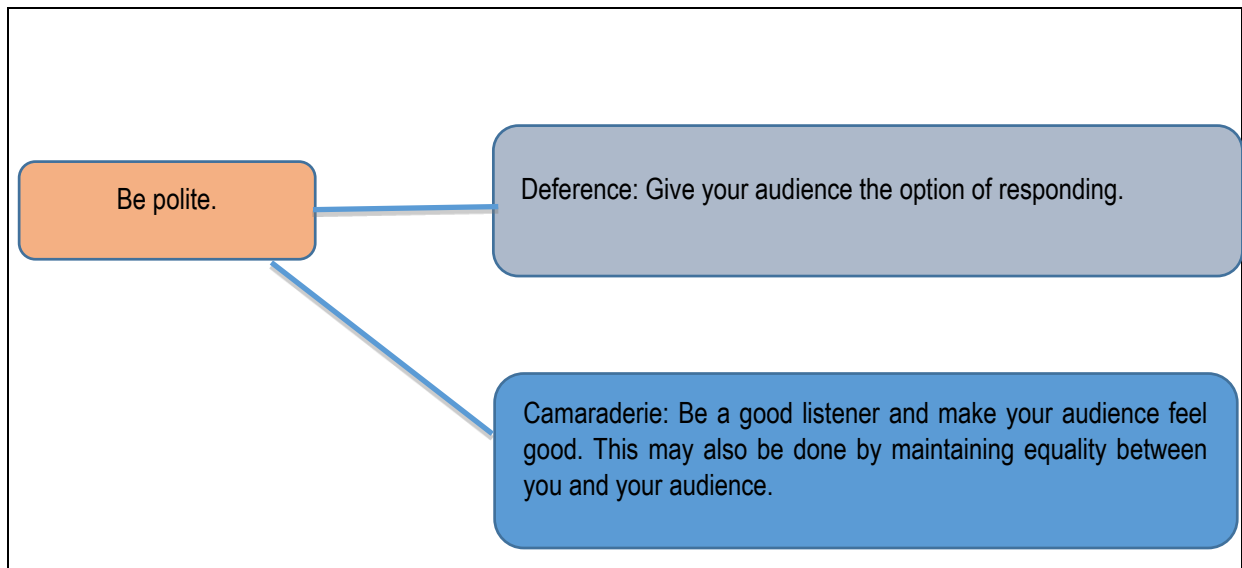 Be polite.
Deference: Give your audience the option of responding.
Camaraderie: Be a good listener and make your audience feel
good. This may also be done by maintaining equality between
you and your audience.